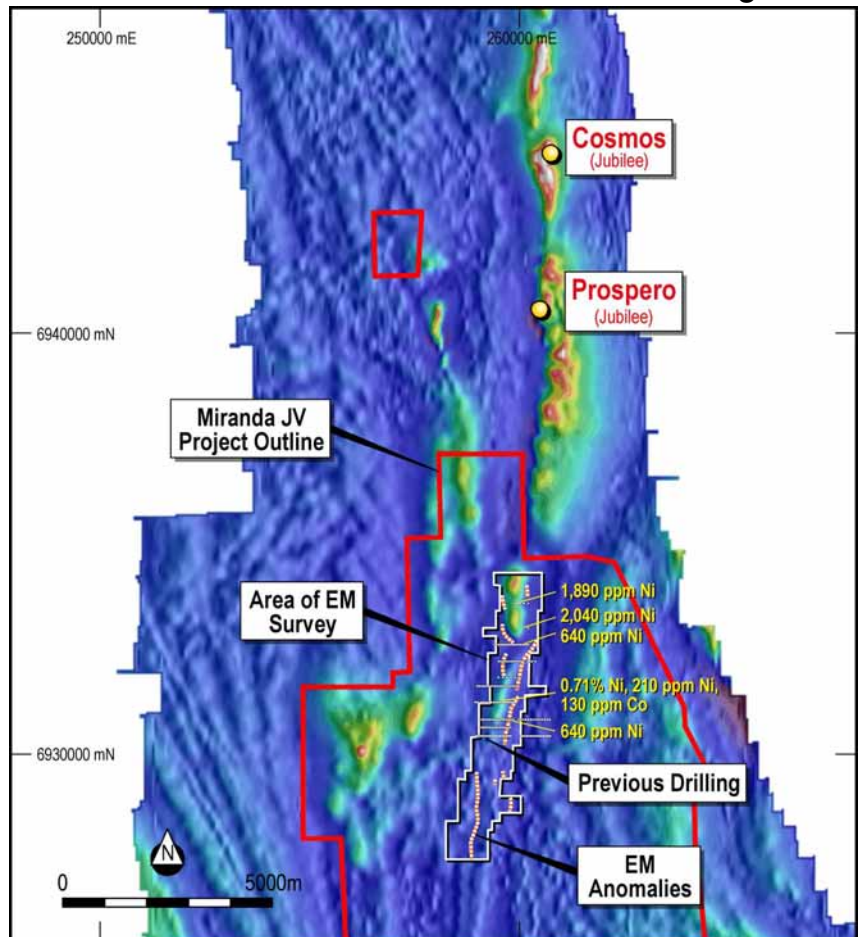 250000 mE
260000mE
Cosmos
(Jubilee)
Prospero
(Jubilee)
6940000 mN
Miranda JV
Project Outline
Area of EM
Survey
1,890 ppm Ni
2,040 ppm Ni
640 ppm Ni
0.71% Ni, 210 ppm Ni,
130 ppm Co
640 ppm Ni
6930000 mN
Previous Drilling
N
EM
Anomalies
0
5000m